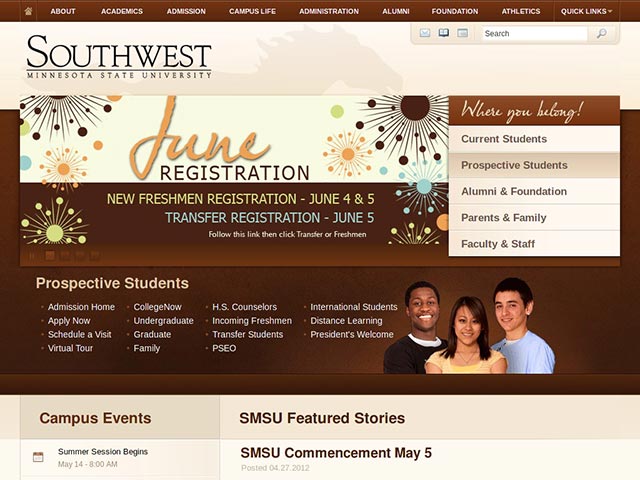 ABOUT ACADEMICS ADMISSION CAMPUS LIFE ADMINISTRATION ALUMNI FOUNDATION ATHLETICS QUICK LINKS
Search
SOUTHWEST
MINNESOTA STATE UNIVERSITY
June
REGISTRATION
NEW FRESHMEN REGISTRATION - JUNE 4 & 5
TRANSFER REGISTRATION - JUNE 5
Follow this link then click Transfer or Freshmen
Where you belong!
Current Students
Prospective Students
Alumni & Foundation
Parents & Family
Faculty & Staff
Prospective Students
Admission Home CollegeNow H.S. Counselors International Students
Apply Now Undergraduate Incoming Freshmen Distance Learning
Schedule a Visit Graduate Transfer Students President's Welcome
Virtual Tour Family PSEO
Campus Events
Summer Session Begins
May 14 - 8:00 AM
SMSU Featured Stories
SMSU Commencement May 5
Posted 04.27.2012